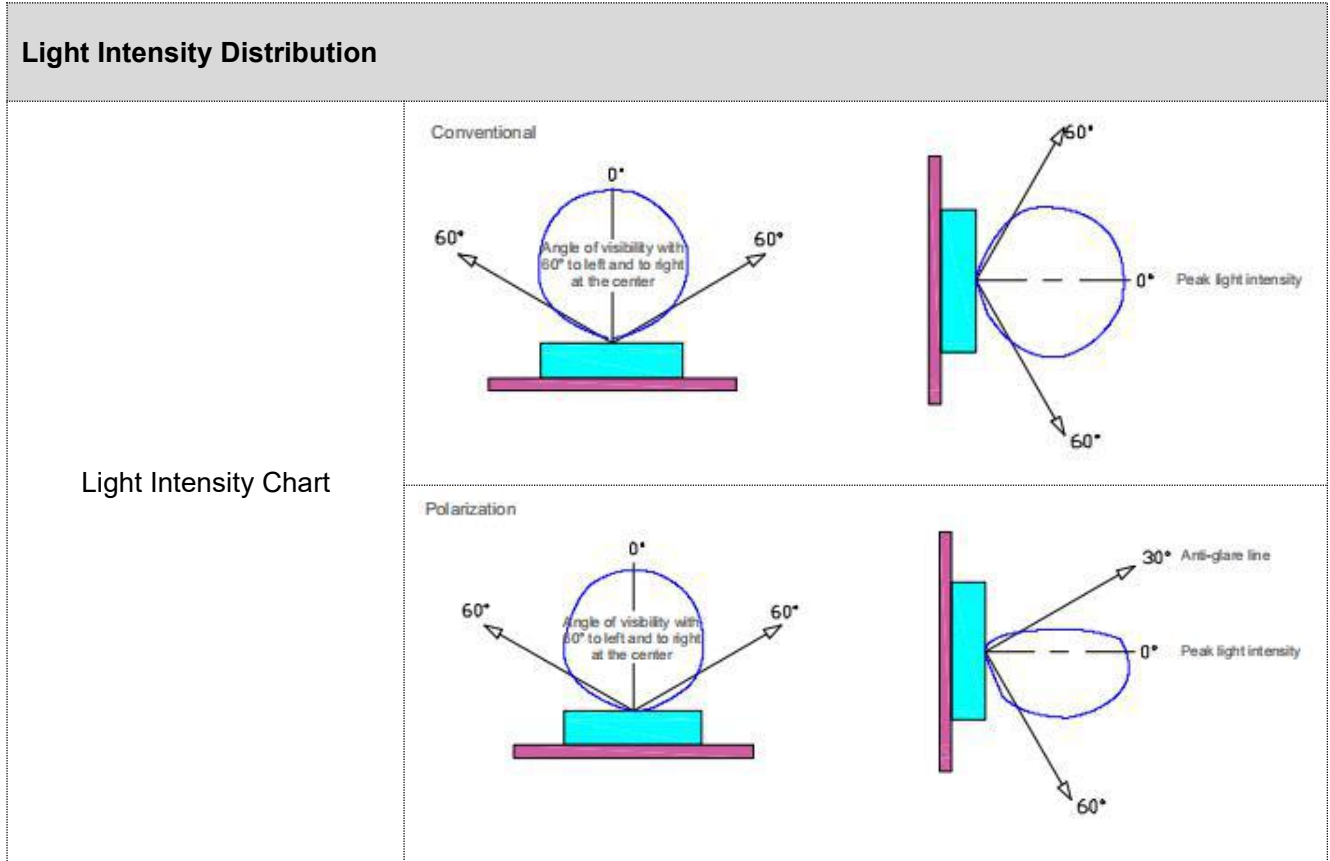 Light Intensity Distribution
Light Intensity Chart
Conventional
0°
60°
60°
Angle of visibility with
60° to left and to right
at the center
60°
0°
Peak light intensity
60°
Polarization
0°
60°
60°
Angle of visibility with
60° to left and to right
at the center
30°
Anti-glare line
0°
Peak light intensity
60°